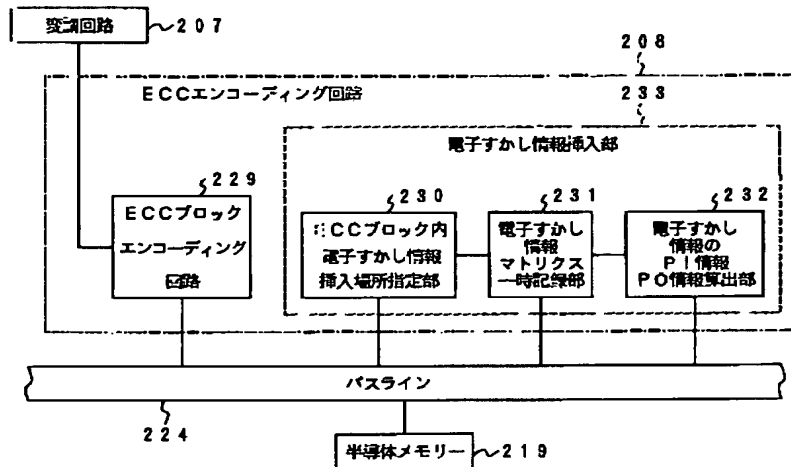 変調回路
207
208
ECCエンコーディング回路
233
電子すかし情報挿入部
229
ECCブロック
エンコーディング
回路
230
ECCブロック内
電子すかし情報
挿入場所指定部
231
電子すかし
情報
マトリクス
一時記録部
232
電子すかし
情報の
PI情報
PO情報算出部
バスライン
224
半導体メモリー
219